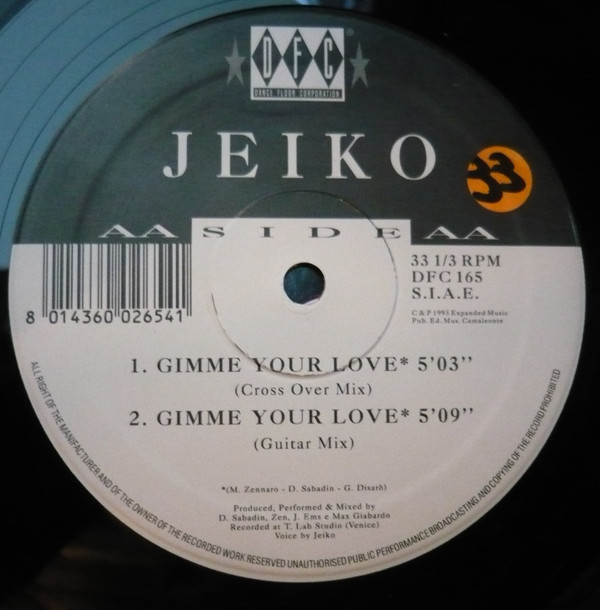 DFC
DANCE FLOOR CORPORATION
JEIKO
33
AA SIDE AA
33 1/3 RPM
DFC 165
S.I.A.E.
C & P 1993 Expanded Music
Pub. Ed. Mus. Camaleonte
8 014360 026541
1. GIMME YOUR LOVE* 5'03''
(Cross Over Mix)
2. GIMME YOUR LOVE* 5'09''
(Guitar Mix)
*(M. Zennaro - D. Sabadin - G. Dixarh)
Produced, Performed & Mixed by
D. Sabadin, Zen, J. Ems e Max Giabardo
Recorded at T. Lab Studio (Venice)
Voice by Jeiko
ALL RIGHT OF THE MANIFACTURER AND OF THE OWNER OF THE RECORDED WORK RESERVED UNAUTHORISED PUBLIC PERFORMANCE BROADCASTING AND COPYING OF THE RECORD PROHIBITED